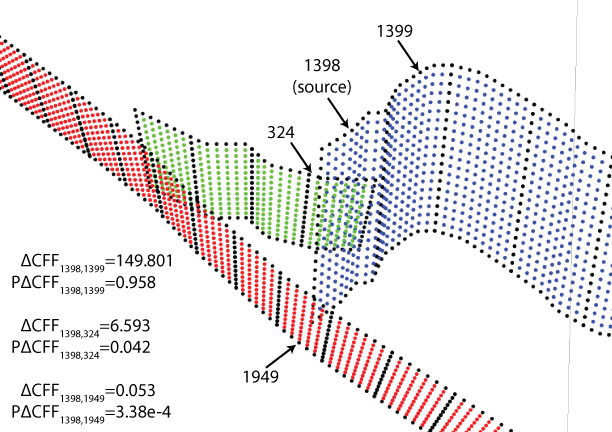 1399
1398
(source)
324
ΔCFF1398,1399=149.801
PΔCFF1398,1399=0.958
ΔCFF1398,324=6.593
PΔCFF1398,324=0.042
1949
ΔCFF1398,1949=0.053
PΔCFF1398,1949=3.38e-4